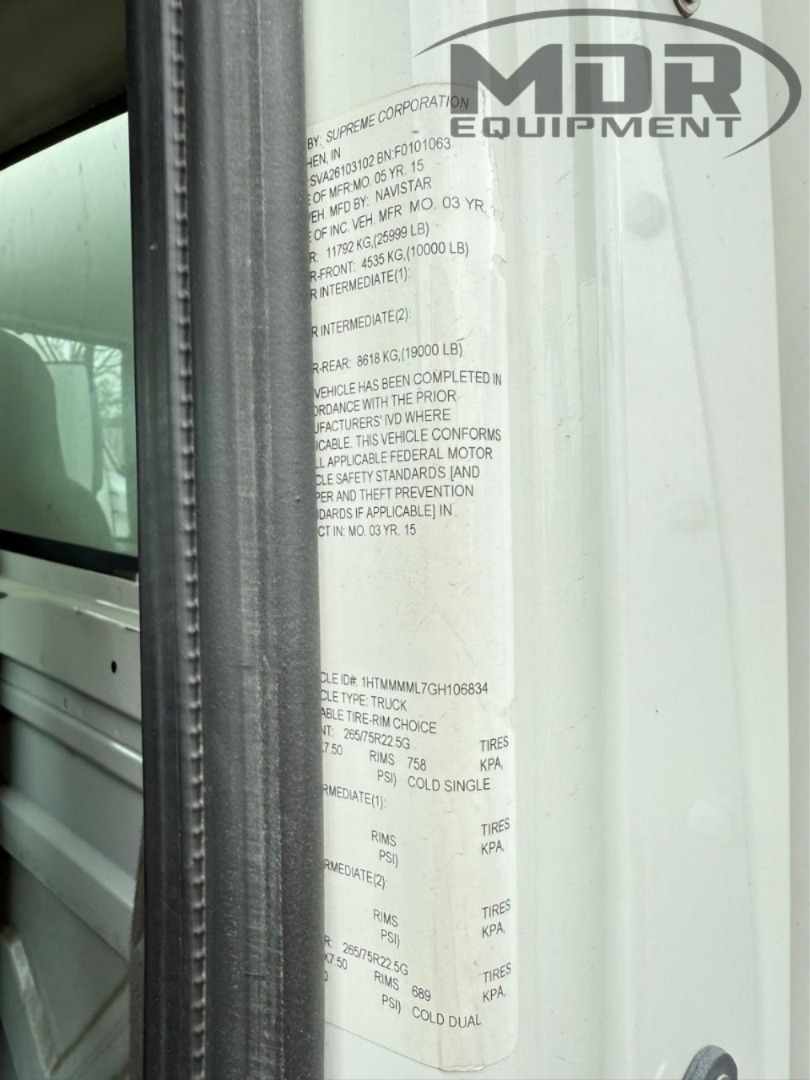 MDR
EQUIPMENT
BY: SUPREME CORPORATION
HEN, IN
SVA26103102 BN:F0101063
E OF MFR:MO. 05 YR. 15
VEH. MFD BY: NAVISTAR
E OF INC. VEH. MFR MO. 03 YR.
R: 11792 KG,(25999 LB)
R-FRONT: 4535 KG,(10000 LB)
R INTERMEDIATE(1):
R INTERMEDIATE(2):
R-REAR: 8618 KG,(19000 LB)
VEHICLE HAS BEEN COMPLETED IN
ORDANCE WITH THE PRIOR
UFACTURERS' IVD WHERE
ICABLE. THIS VEHICLE CONFORMS
LL APPLICABLE FEDERAL MOTOR
CLE SAFETY STANDARDS [AND
PER AND THEFT PREVENTION
DARDS IF APPLICABLE] IN
CT IN: MO. 03 YR. 15
CLE ID#: 1HTMMMML7GH106834
CLE TYPE: TRUCK
ABLE TIRE-RIM CHOICE
NT: 265/75R22.5G TIRES
X7.50 RIMS 758 KPA,
PSI) COLD SINGLE
RMEDIATE(1):
TIRES
RIMS KPA,
PSI)
RMEDIATE(2):
TIRES
RIMS KPA,
PSI)
R: 265/75R22.5G TIRES
X7.50 RIMS 689 KPA,
0 PSI) COLD DUAL